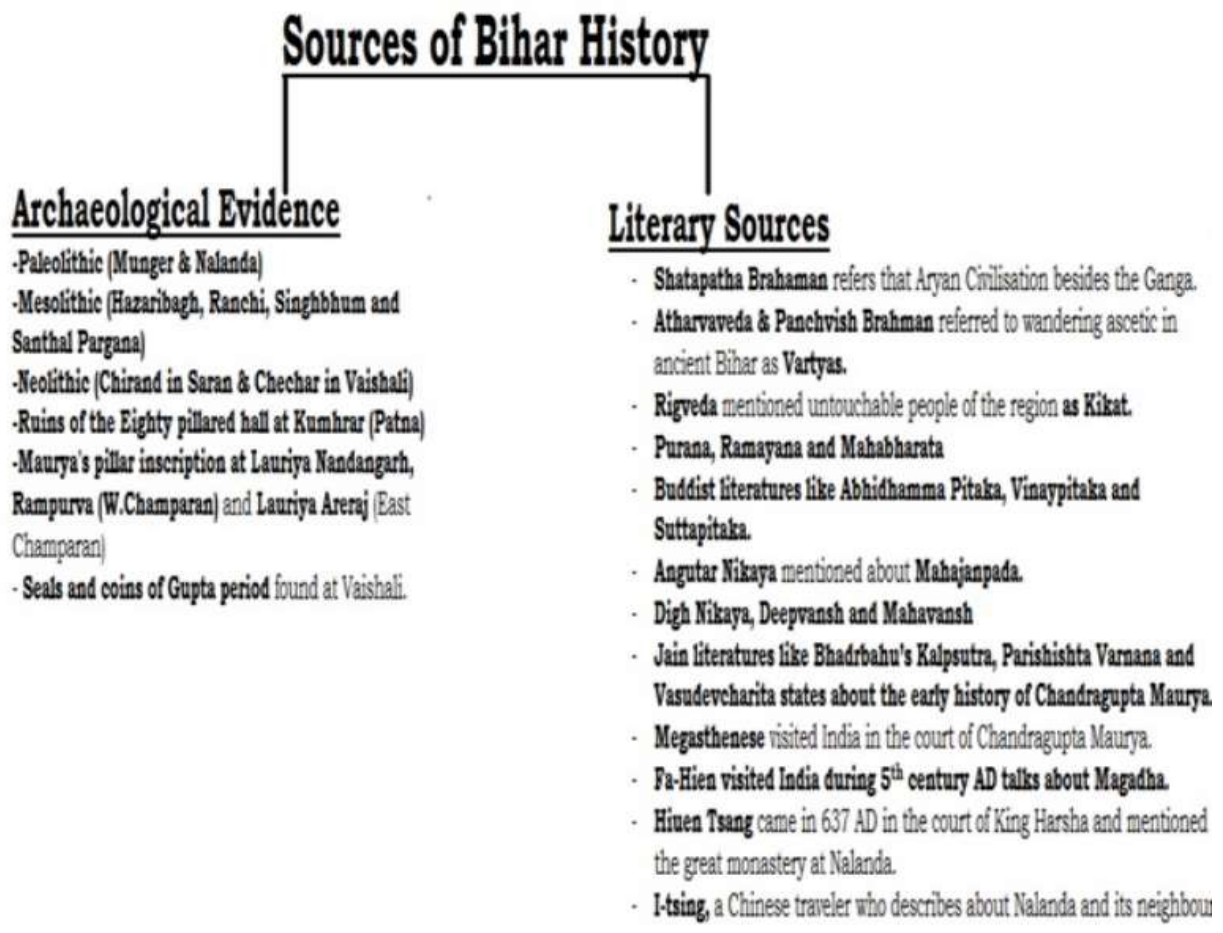 Sources of Bihar History
Archaeological Evidence
-Paleolithic (Munger & Nalanda)
-Mesolithic (Hazaribagh, Ranchi, Singhbhum and
Santhal Pargana)
-Neolithic (Chirand in Saran & Chechar in Vaishali)
-Ruins of the Eighty pillared hall at Kumhrar (Patna)
-Maurya's pillar inscription at Lauriya Nandangarh,
Rampurva (W.Champaran) and Lauriya Areraj (East
Champaran)
- Seals and coins of Gupta period found at Vaishali.
Literary Sources
- Shatapatha Brahaman refers that Aryan Civilisation besides the Ganga.
- Atharvaveda & Panchvish Brahman referred to wandering ascetic in
ancient Bihar as Vartyas.
- Rigveda mentioned untouchable people of the region as Kikat.
- Purana, Ramayana and Mahabharata
- Buddist literatures like Abhidhamma Pitaka, Vinaypitaka and
Suttapitaka.
- Angutar Nikaya mentioned about Mahajanpada.
- Digh Nikaya, Deepvansh and Mahavansh
- Jain literatures like Bhadrbahu's Kalpsutra, Parishishta Varnana and
Vasudevcharita states about the early history of Chandragupta Maurya.
- Megasthenese visited India in the court of Chandragupta Maurya.
- Fa-Hien visited India during 5th century AD talks about Magadha.
- Hiuen Tsang came in 637 AD in the court of King Harsha and mentioned
the great monastery at Nalanda.
- I-tsing, a Chinese traveler who describes about Nalanda and its neighbour